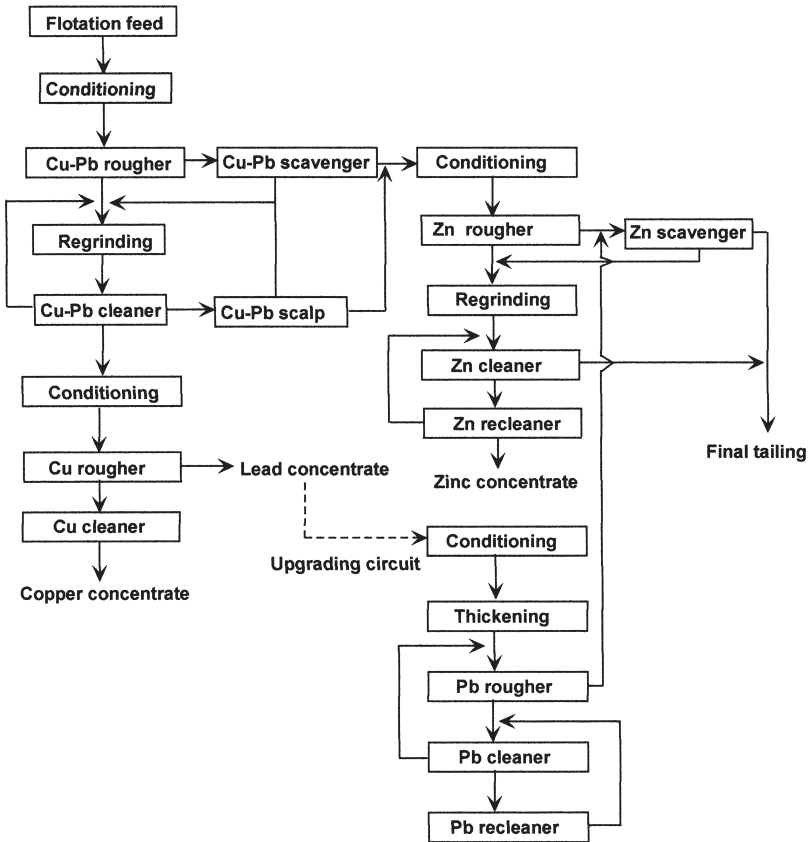 Flotation feed
Conditioning
Cu-Pb rougher
Cu-Pb scavenger
Conditioning
Regrinding
Zn rougher
Zn scavenger
Cu-Pb cleaner
Cu-Pb scalp
Regrinding
Zn cleaner
Conditioning
Zn recleaner
Final tailing
Cu rougher
Lead concentrate
Zinc concentrate
Cu cleaner
Conditioning
Upgrading circuit
Copper concentrate
Thickening
Pb rougher
Pb cleaner
Pb recleaner